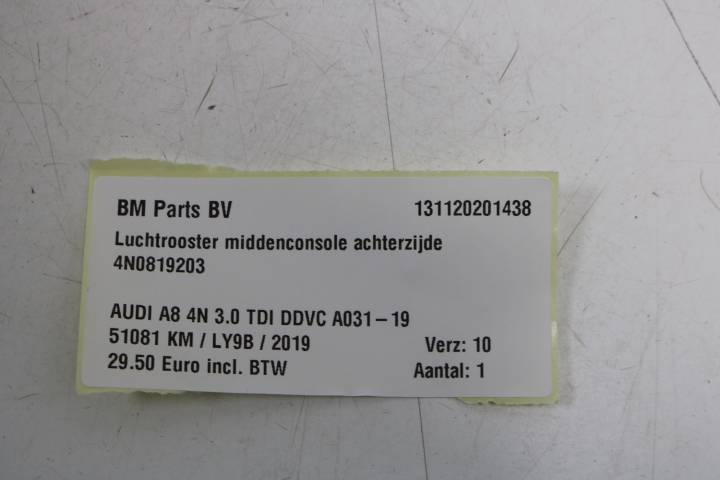 BM Parts BV 131120201438
Luchtrooster middenconsole achterzijde
4N0819203
AUDI A8 4N 3.0 TDI DDVC A031-19
51081 KM / LY9B / 2019 Verz: 10
29.50 Euro incl. BTW Aantal: 1